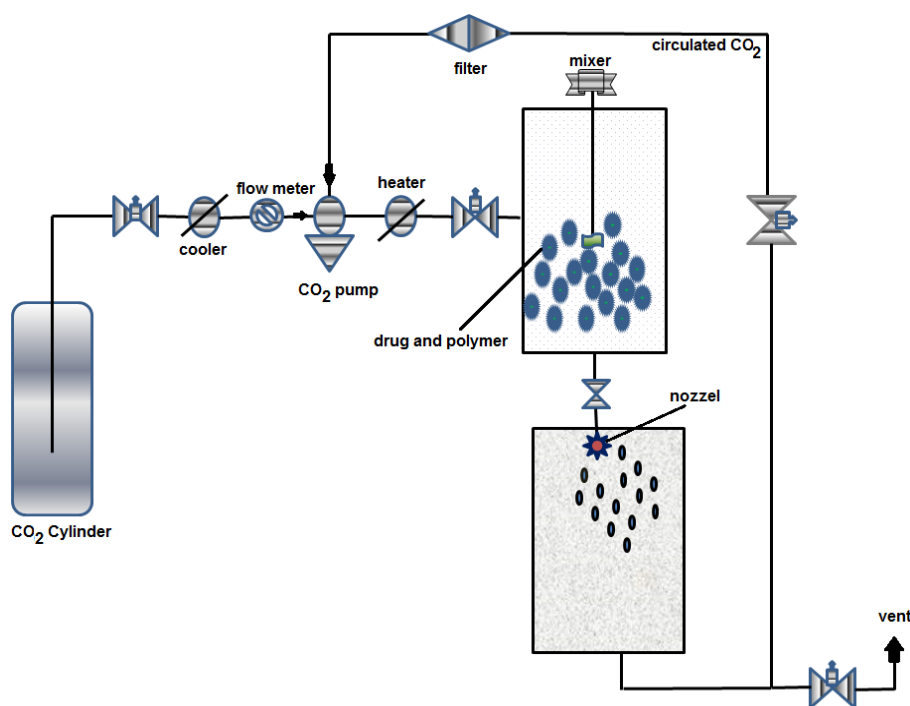 circulated CO2
filter
mixer
flow meter
heater
cooler
CO2 pump
drug and polymer
nozzel
CO2 Cylinder
vent